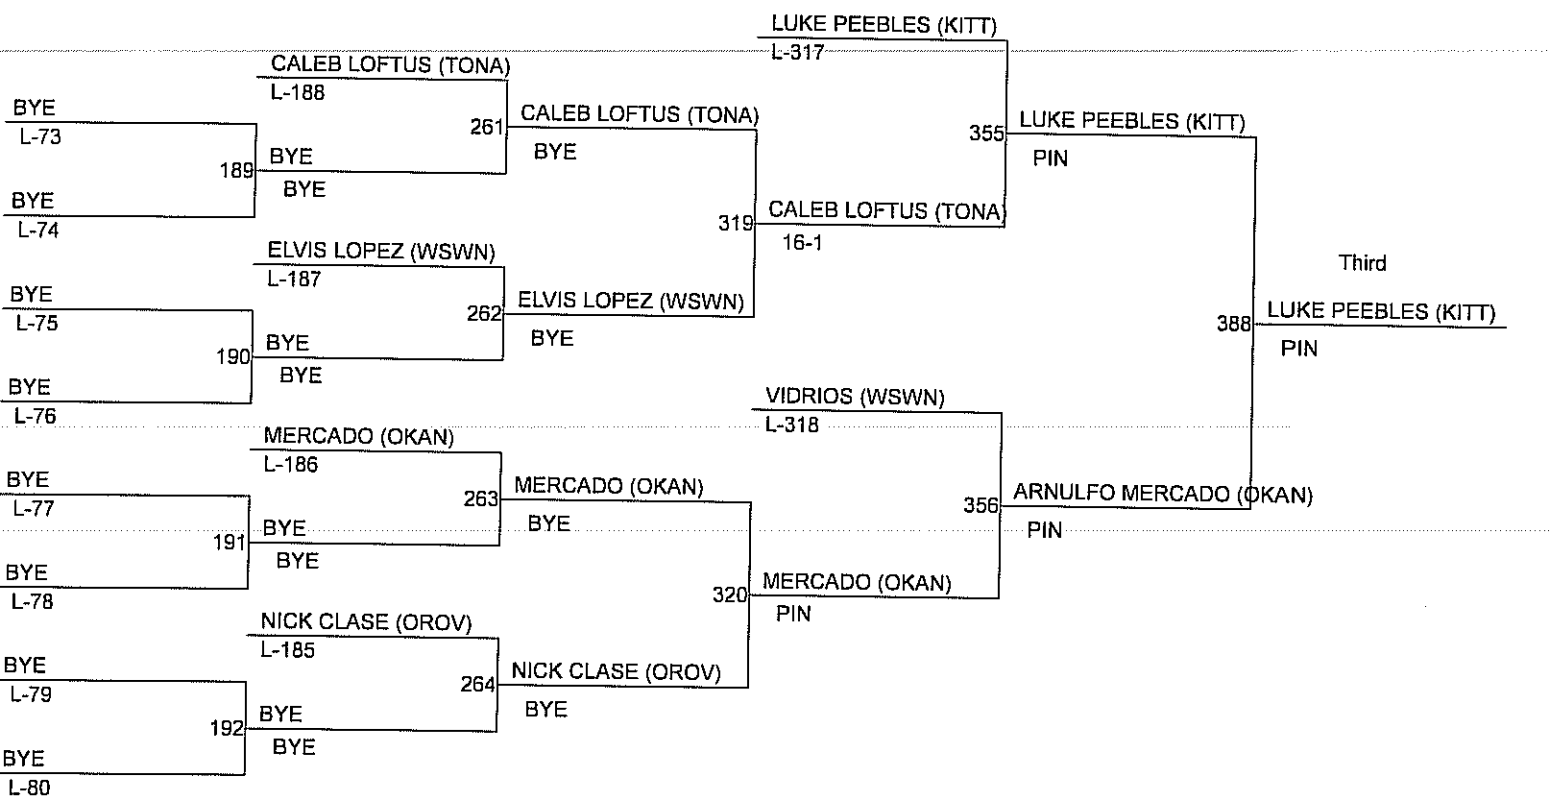 LUKE PEEBLES (KITT)
L-317
CALEB LOFTUS (TONA)
L-188
BYE
L-73
261
CALEB LOFTUS (TONA)
BYE
355
LUKE PEEBLES (KITT)
PIN
189
BYE
BYE
BYE
L-74
319
CALEB LOFTUS (TONA)
16-1
ELVIS LOPEZ (WSWN)
L-187
Third
BYE
L-75
262
ELVIS LOPEZ (WSWN)
BYE
388
LUKE PEEBLES (KITT)
PIN
190
BYE
BYE
BYE
L-76
VIDRIOS (WSWN)
L-318
MERCADO (OKAN)
L-186
BYE
L-77
263
MERCADO (OKAN)
BYE
356
ARNULFO MERCADO (OKAN)
PIN
191
BYE
BYE
BYE
L-78
320
MERCADO (OKAN)
PIN
NICK CLASE (OROV)
L-185
BYE
L-79
264
NICK CLASE (OROV)
BYE
192
BYE
BYE
BYE
L-80